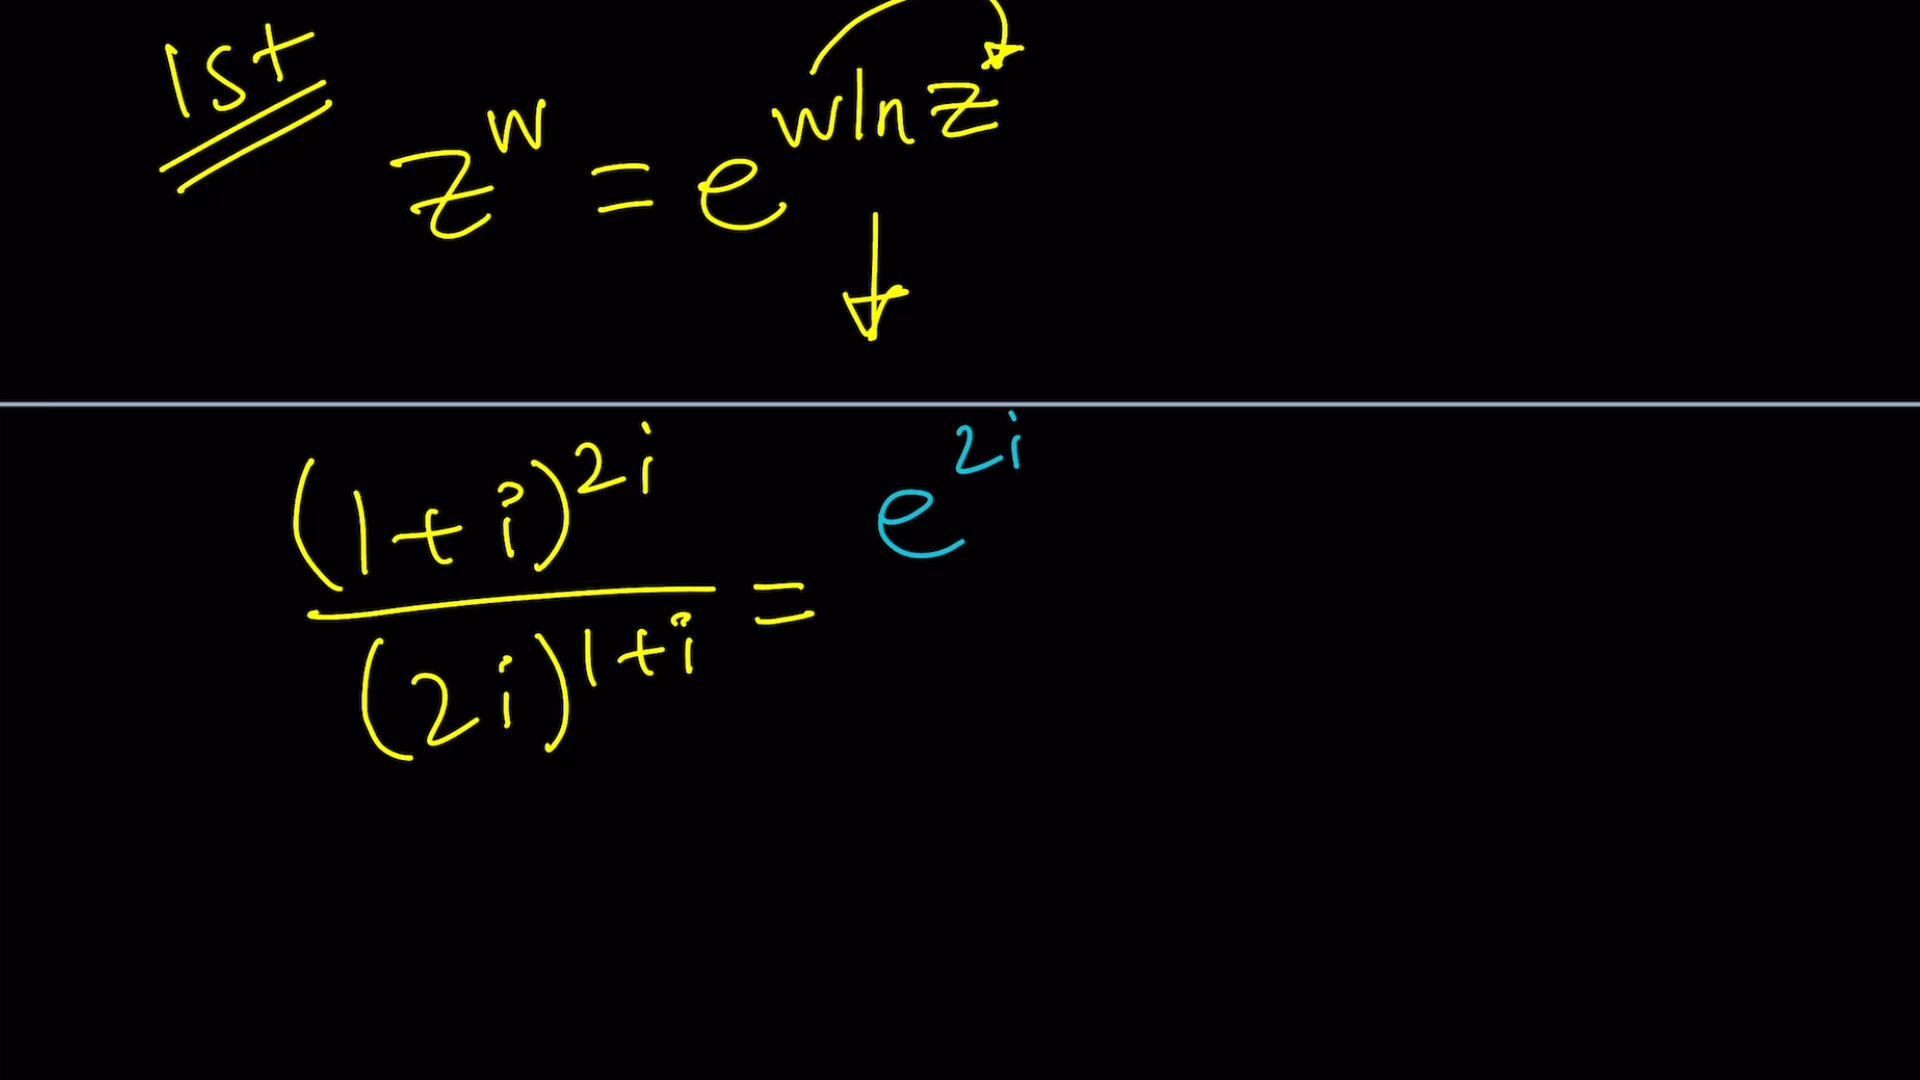 1st
z^w = e^(w ln z)
(1+i)^2i / (2i)^1+i = e^2i